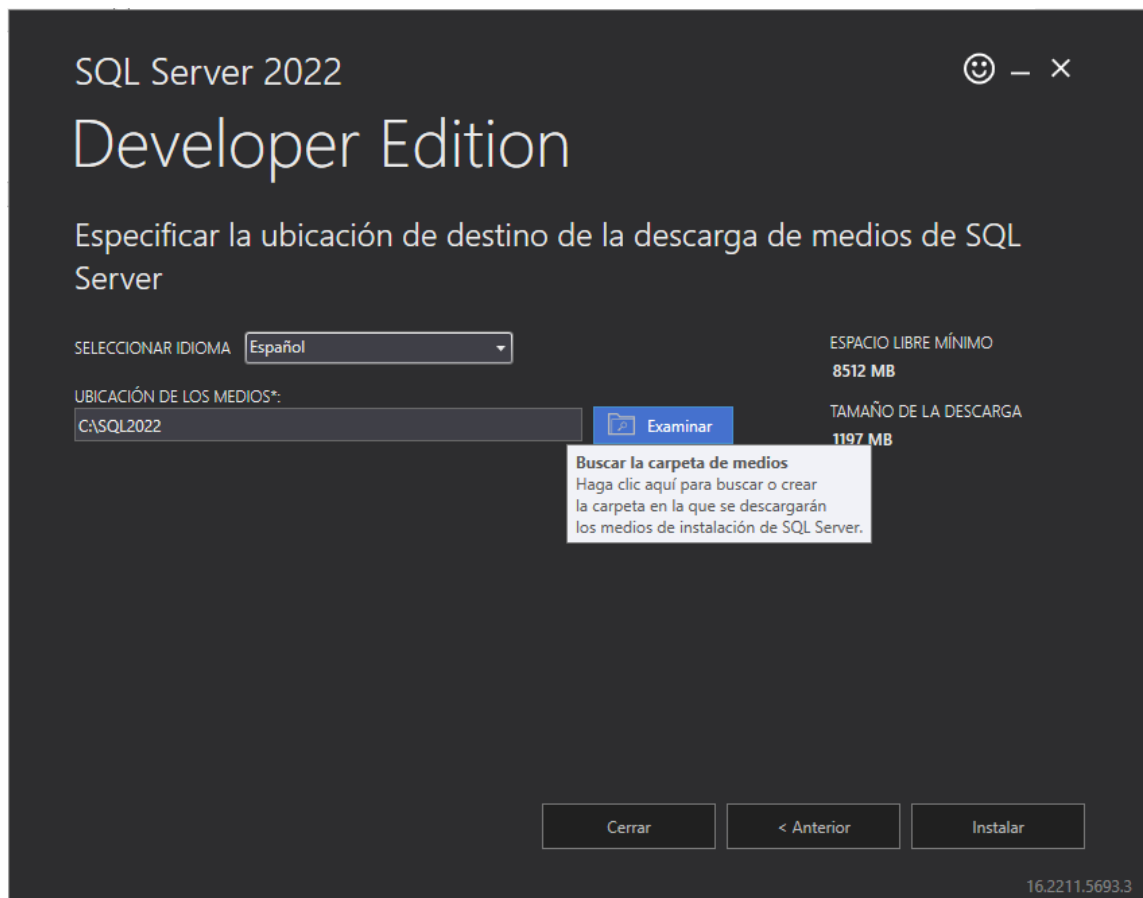 SQL Server 2022
Developer Edition
Especificar la ubicación de destino de la descarga de medios de SQL
Server
SELECCIONAR IDIOMA Español
ESPACIO LIBRE MÍNIMO
8512 MB
UBICACIÓN DE LOS MEDIOS*:
C:\SQL2022
Examinar
TAMAÑO DE LA DESCARGA
1197 MB
Buscar la carpeta de medios
Haga clic aquí para buscar o crear
la carpeta en la que se descargarán
los medios de instalación de SQL Server.
Cerrar
< Anterior
Instalar
16.2211.5693.3